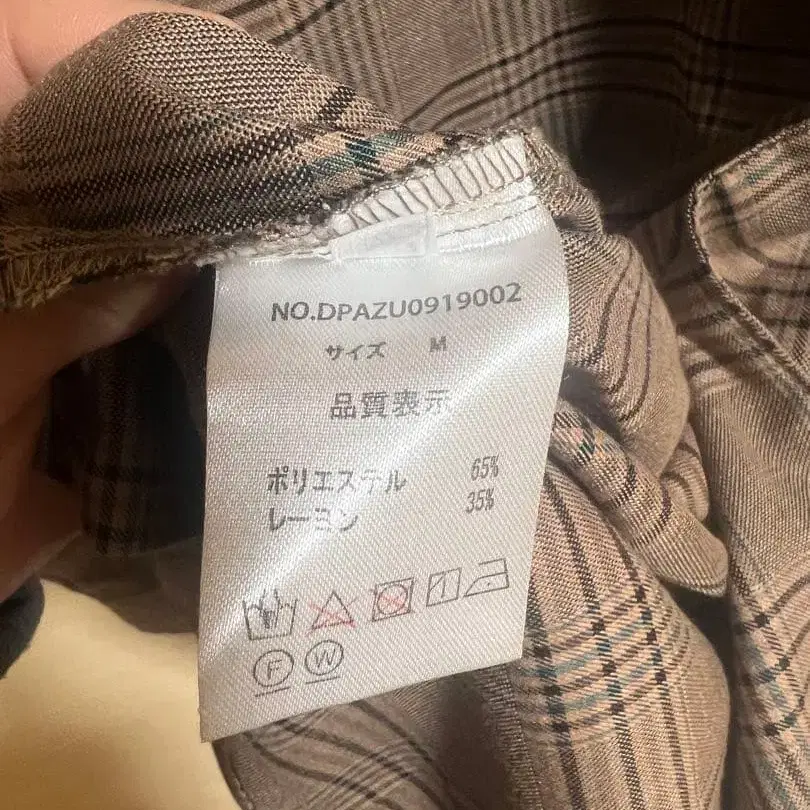 NO.DPAZU0919002
サイズ M
品質表示
ポリエステル 65%
レーミン 35%
F W